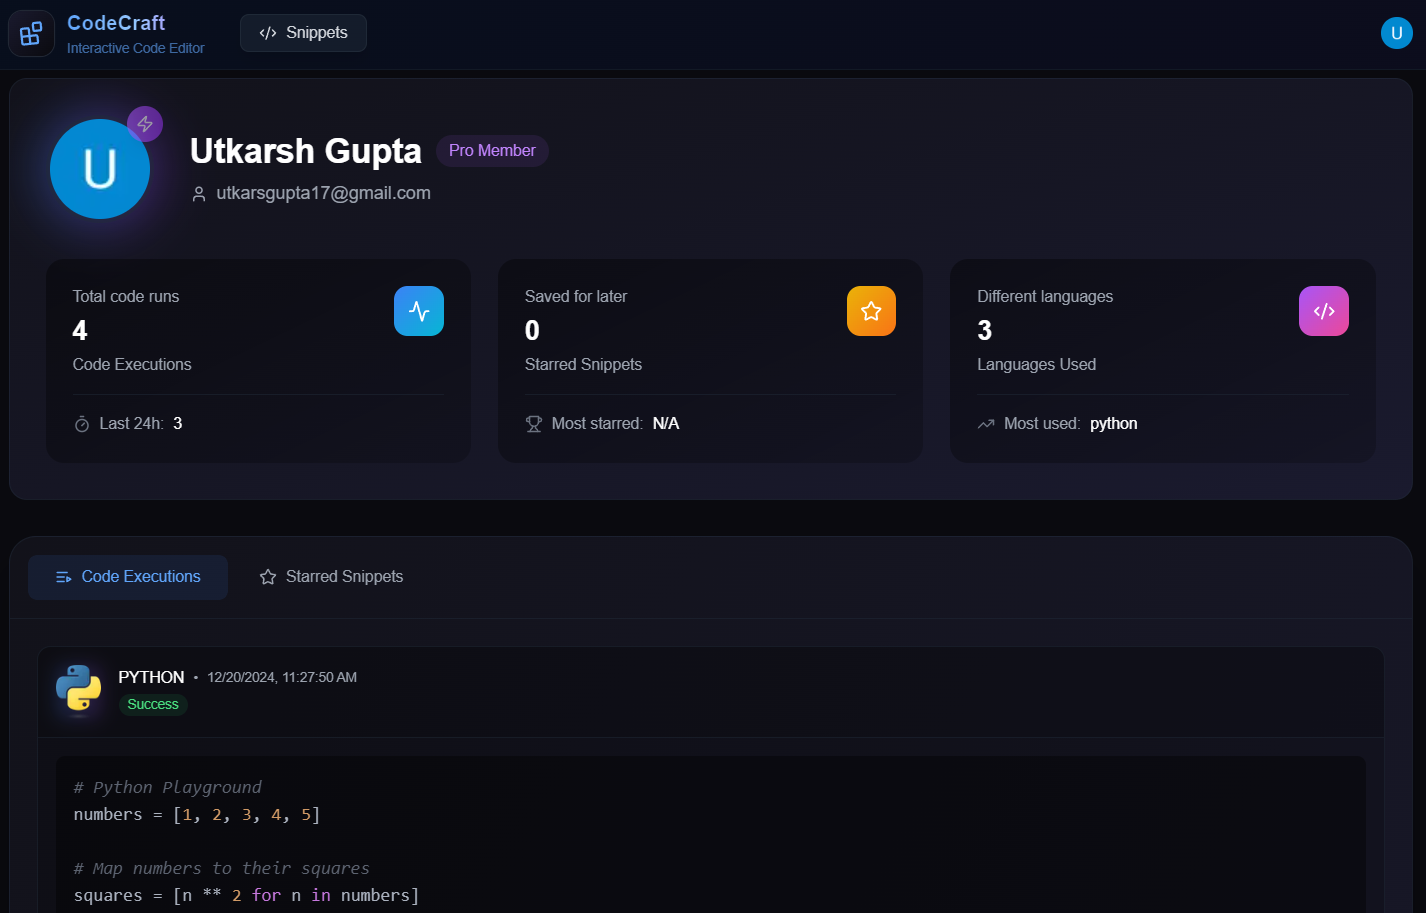 CodeCraft
Interactive Code Editor
</> Snippets
U
U
Utkarsh Gupta
Pro Member
utkarsgupta17@gmail.com
Total code runs
4
Code Executions
Last 24h: 3
Saved for later
0
Starred Snippets
Most starred: N/A
Different languages
3
Languages Used
Most used: python
Code Executions
Starred Snippets
PYTHON • 12/20/2024, 11:27:50 AM
Success
# Python Playground
numbers = [1, 2, 3, 4, 5]
# Map numbers to their squares
squares = [n ** 2 for n in numbers]